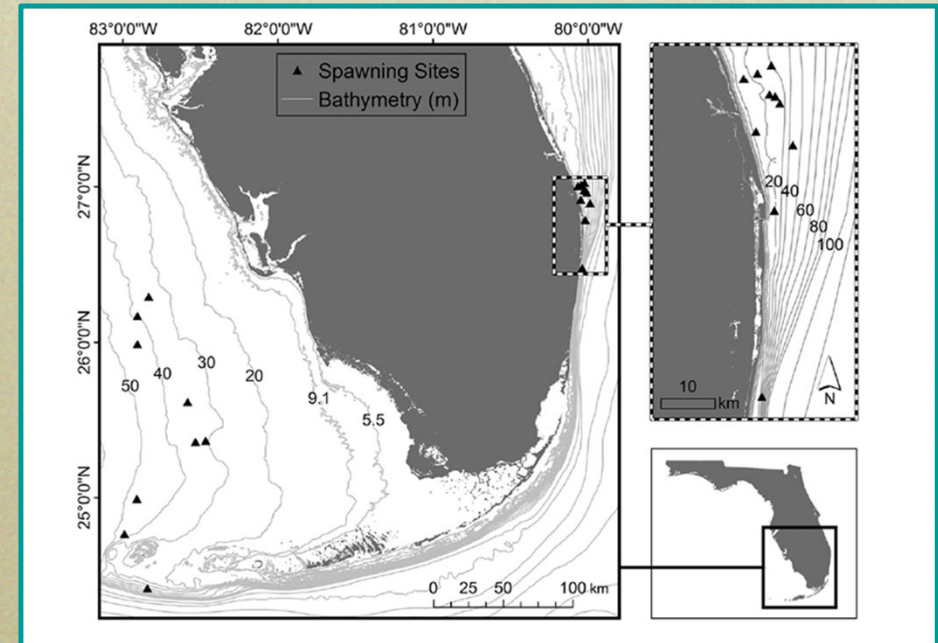 83°0'0"W 82°0'0"W 81°0'0"W 80°0'0"W
Spawning Sites
Bathymetry (m)
27°0'0"N
26°0'0"N
25°0'0"N
50 40 30 20 9.1 5.5
0 25 50 100 km
20
40
60
80
100
10
km
N